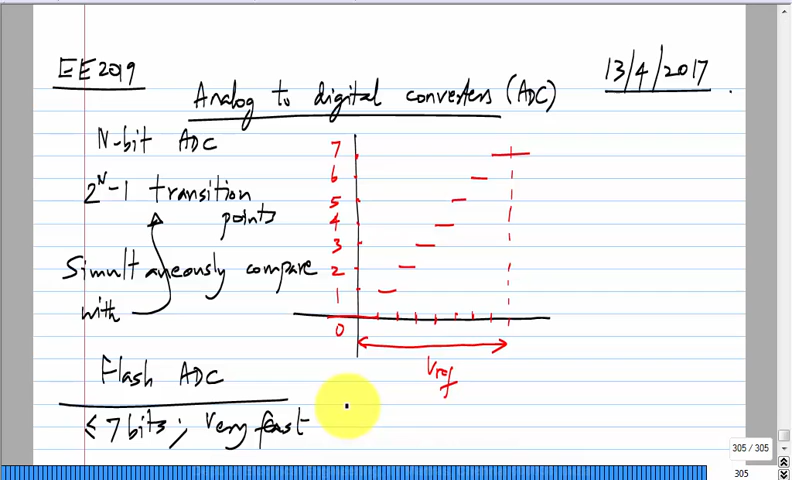 EE2019
13/4/2017
Analog to digital converters (ADC)
N-bit ADC
2^N-1 transition
points
Simultaneously compare
with
Flash ADC
≤ 7 bits; Very fast
7
6
5
4
3
2
1
0
Vref
305 / 305
305